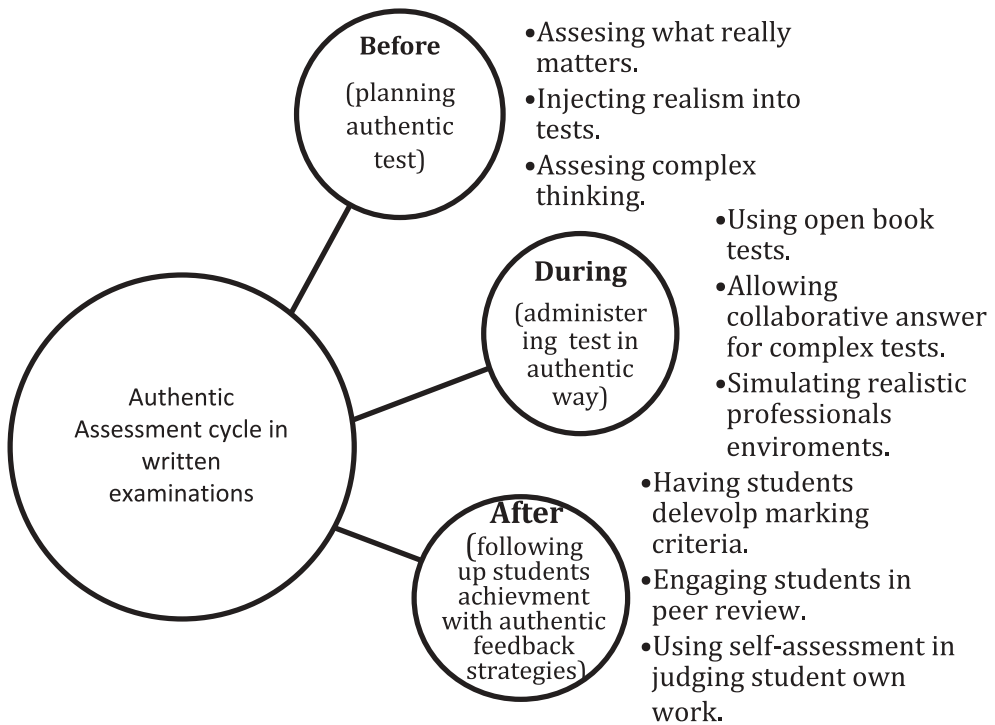 Before
(planning
authentic
test)
•Assesing what really
matters.
•Injecting realism into
tests.
•Assesing complex
thinking.
During
(administer
ing test in
authentic
way)
•Using open book
tests.
•Allowing
collaborative answer
for complex tests.
•Simulating realistic
professionals
enviroments.
Authentic
Assessment cycle in
written
examinations
After
(following
up students
achievment
with authentic
feedback
strategies)
•Having students
delevolp marking
criteria.
•Engaging students in
peer review.
•Using self-assessment in
judging student own
work.